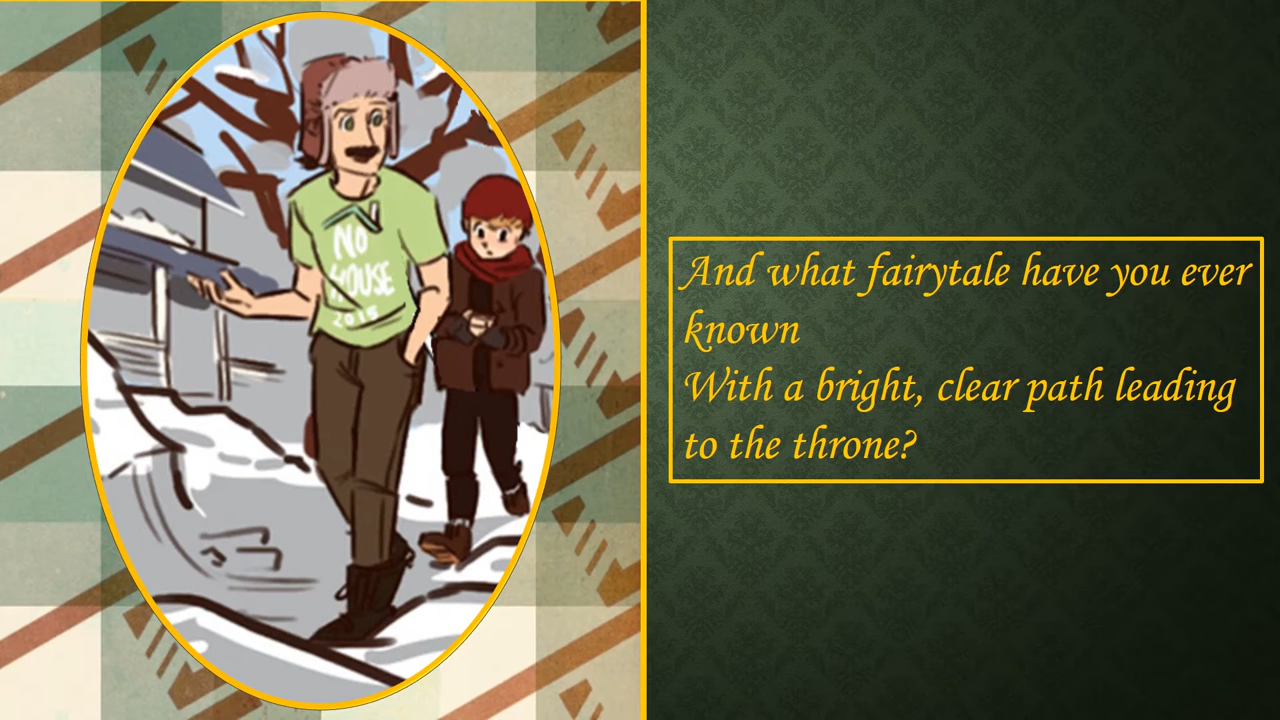 NO
HOUSE
2015
And what fairytale have you ever
known
With a bright, clear path leading
to the throne?